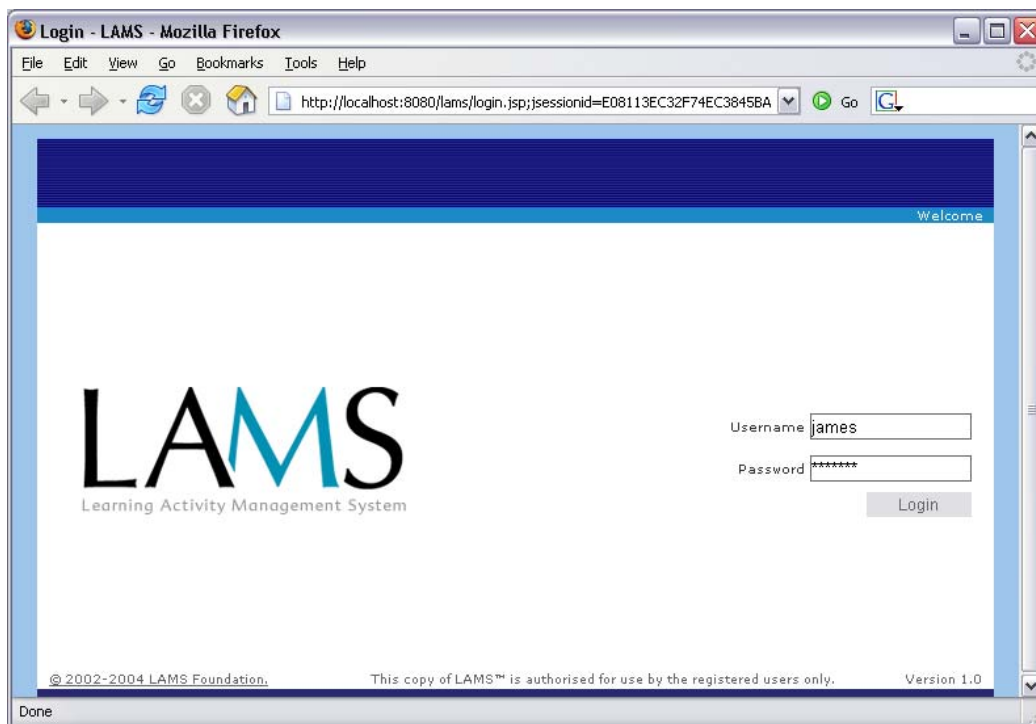 Login - LAMS - Mozilla Firefox
File Edit View Go Bookmarks Tools Help
http://localhost:8080/lams/login.jsp;jsessionid=E08113EC32F74EC3845BA Go G
Welcome
LAMS
Learning Activity Management System
Username james
Password *******
Login
© 2002-2004 LAMS Foundation. This copy of LAMS™ is authorised for use by the registered users only. Version 1.0
Done